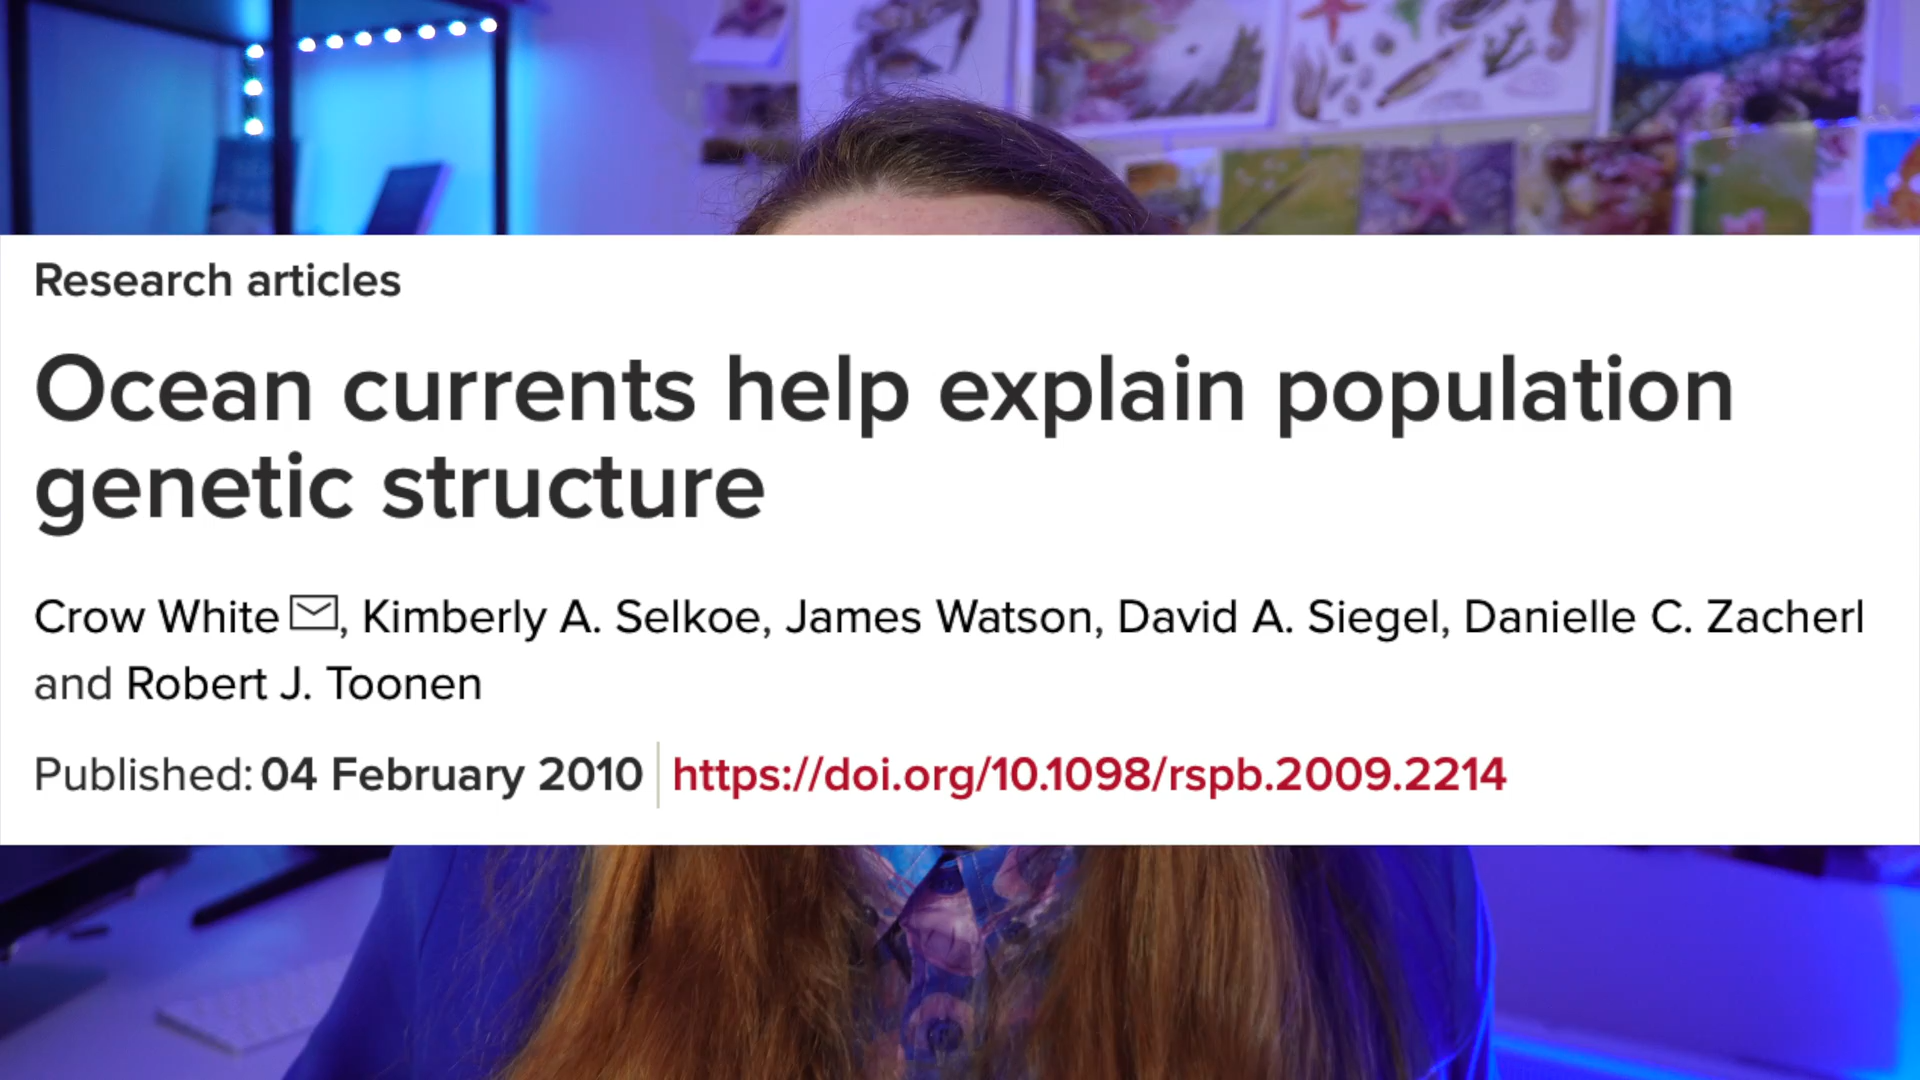 Research articles
Ocean currents help explain population
genetic structure
Crow White, Kimberly A. Selkoe, James Watson, David A. Siegel, Danielle C. Zacherl
and Robert J. Toonen
Published: 04 February 2010 https://doi.org/10.1098/rspb.2009.2214